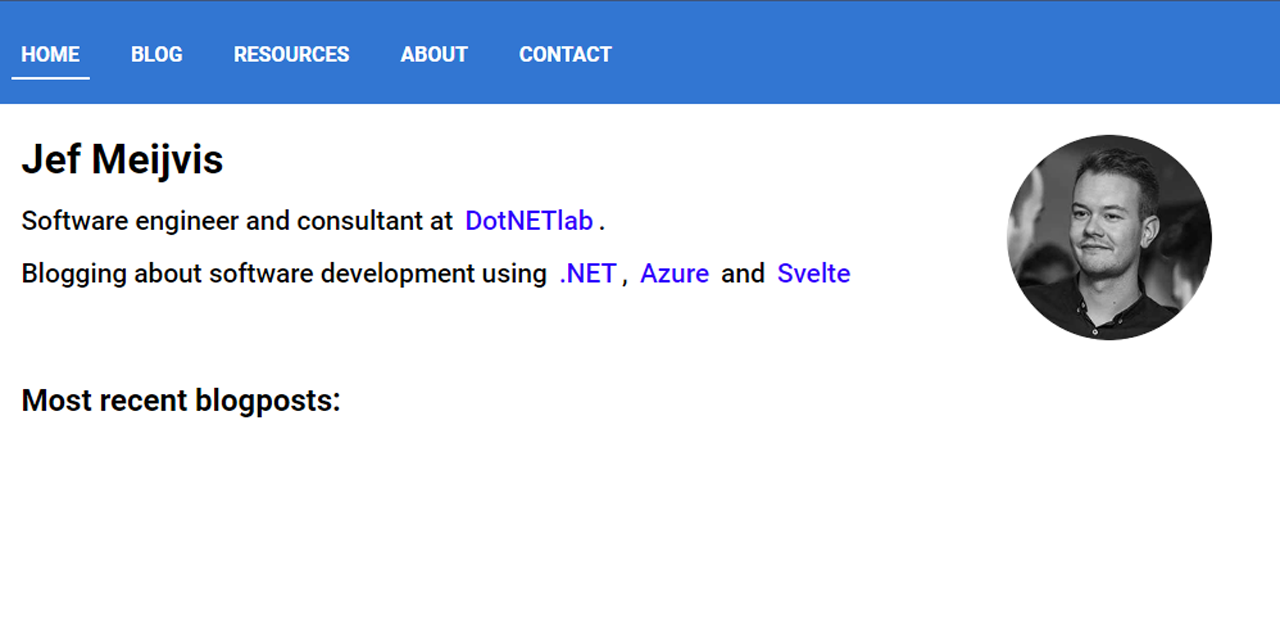 HOME BLOG RESOURCES ABOUT CONTACT
Jef Meijvis
Software engineer and consultant at DotNETlab .
Blogging about software development using .NET , Azure and Svelte
Most recent blogposts: